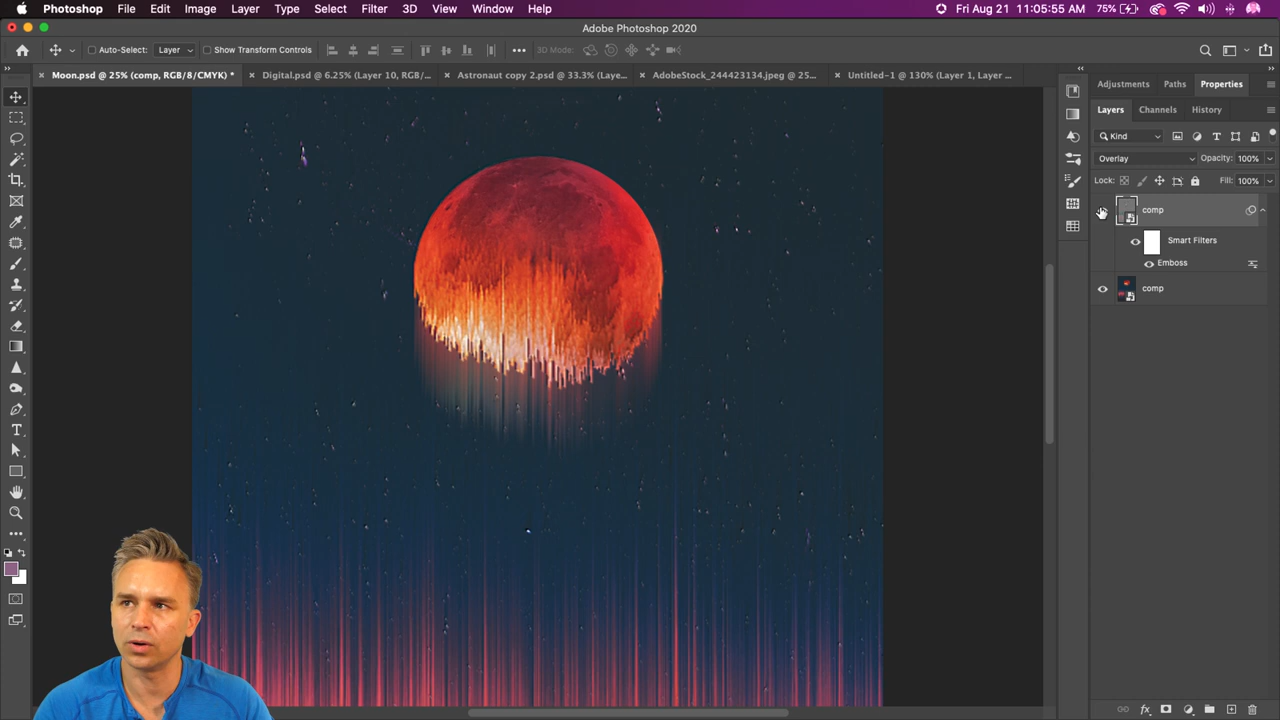 Photoshop File Edit Image Layer Type Select Filter 3D View Window Help Fri Aug 21 11:05:55 75%
Adobe Photoshop 2020
Auto-Select: Layer Show Transform Controls 3D Mode:
Moon.psd @ 25% (comp, RGB/8/CMYK) * Digital.psd @ 6.25% (Layer 10, RGB/... Astronaut copy 2.psd @ 33.3% (Laye... AdobeStock_244423134.jpeg @ 25... Untitled-1 @ 130% (Layer 1, Layer ...
Adjustments Paths Properties
Layers Channels History
Kind
Overlay Opacity: 100%
Lock: Fill: 100%
comp
Smart Filters
Emboss
comp